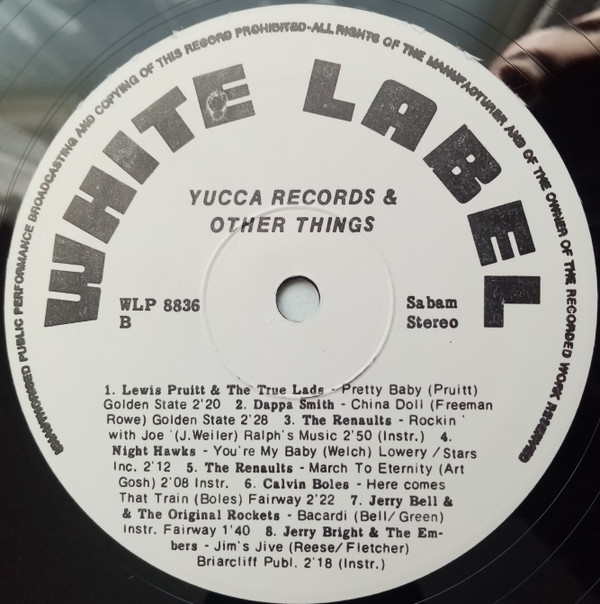 UNAUTHORISED PUBLIC PERFORMANCE BROADCASTING AND COPYING OF THIS RECORD PROHIBITED-ALL RIGHTS OF THE MANUFACTURER AND OF THE OWNER OF THE RECORDED WORK RESERVED
WHITE LABEL
YUCCA RECORDS &
OTHER THINGS
WLP 8836 Sabam
B Stereo
1. Lewis Pruitt & The True Lads - Pretty Baby (Pruitt)
Golden State 2'20 2. Dappa Smith - China Doll (Freeman
Rowe) Golden State 2'28 3. The Renaults - Rockin'
with Joe (J.Weiler) Ralph's Music 2'50 (Instr.) 4.
Night Hawks - You're My Baby (Welch) Lowery/Stars
Inc. 2'12 5. The Renaults - March To Eternity (Art
Gosh) 2'08 Instr. 6. Calvin Boles - Here comes
That Train (Boles) Fairway 2'22 7. Jerry Bell &
& The Original Rockets - Bacardi (Bell/Green)
Instr. Fairway 1'40 8. Jerry Bright & The Em-
bers - Jim's Jive (Reese/Fletcher)
Briarcliff Publ. 2'18 (Instr.)